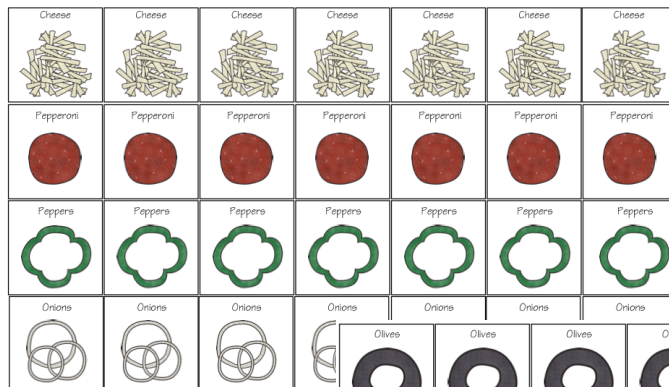 Cheese Cheese Cheese Cheese Cheese Cheese Cheese
Pepperoni Pepperoni Pepperoni Pepperoni Pepperoni Pepperoni Pepperoni
Peppers Peppers Peppers Peppers Peppers Peppers Peppers
Onions Onions Onions Onions Onions Onions Onions
Olives Olives Olives